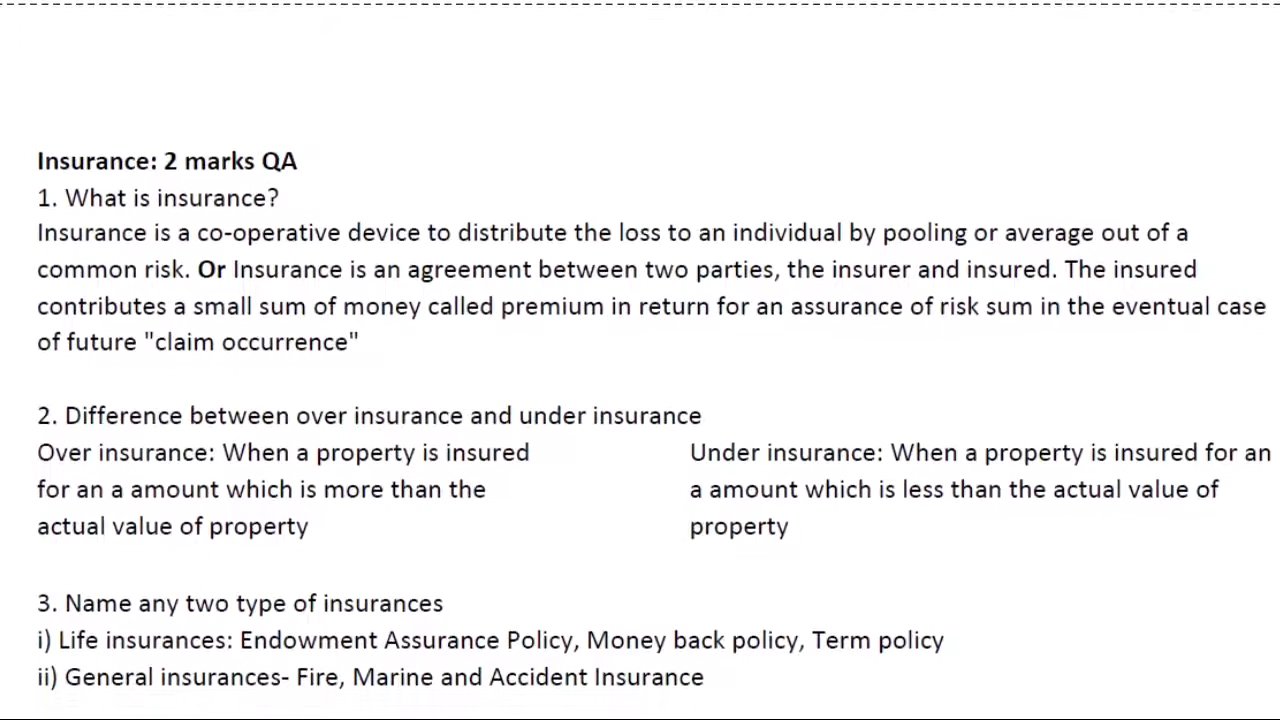 Insurance: 2 marks QA
1. What is insurance?
Insurance is a co-operative device to distribute the loss to an individual by pooling or average out of a
common risk. Or Insurance is an agreement between two parties, the insurer and insured. The insured
contributes a small sum of money called premium in return for an assurance of risk sum in the eventual case
of future "claim occurrence"
2. Difference between over insurance and under insurance
Over insurance: When a property is insured
for an a amount which is more than the
actual value of property
Under insurance: When a property is insured for an
a amount which is less than the actual value of
property
3. Name any two type of insurances
i) Life insurances: Endowment Assurance Policy, Money back policy, Term policy
ii) General insurances- Fire, Marine and Accident Insurance